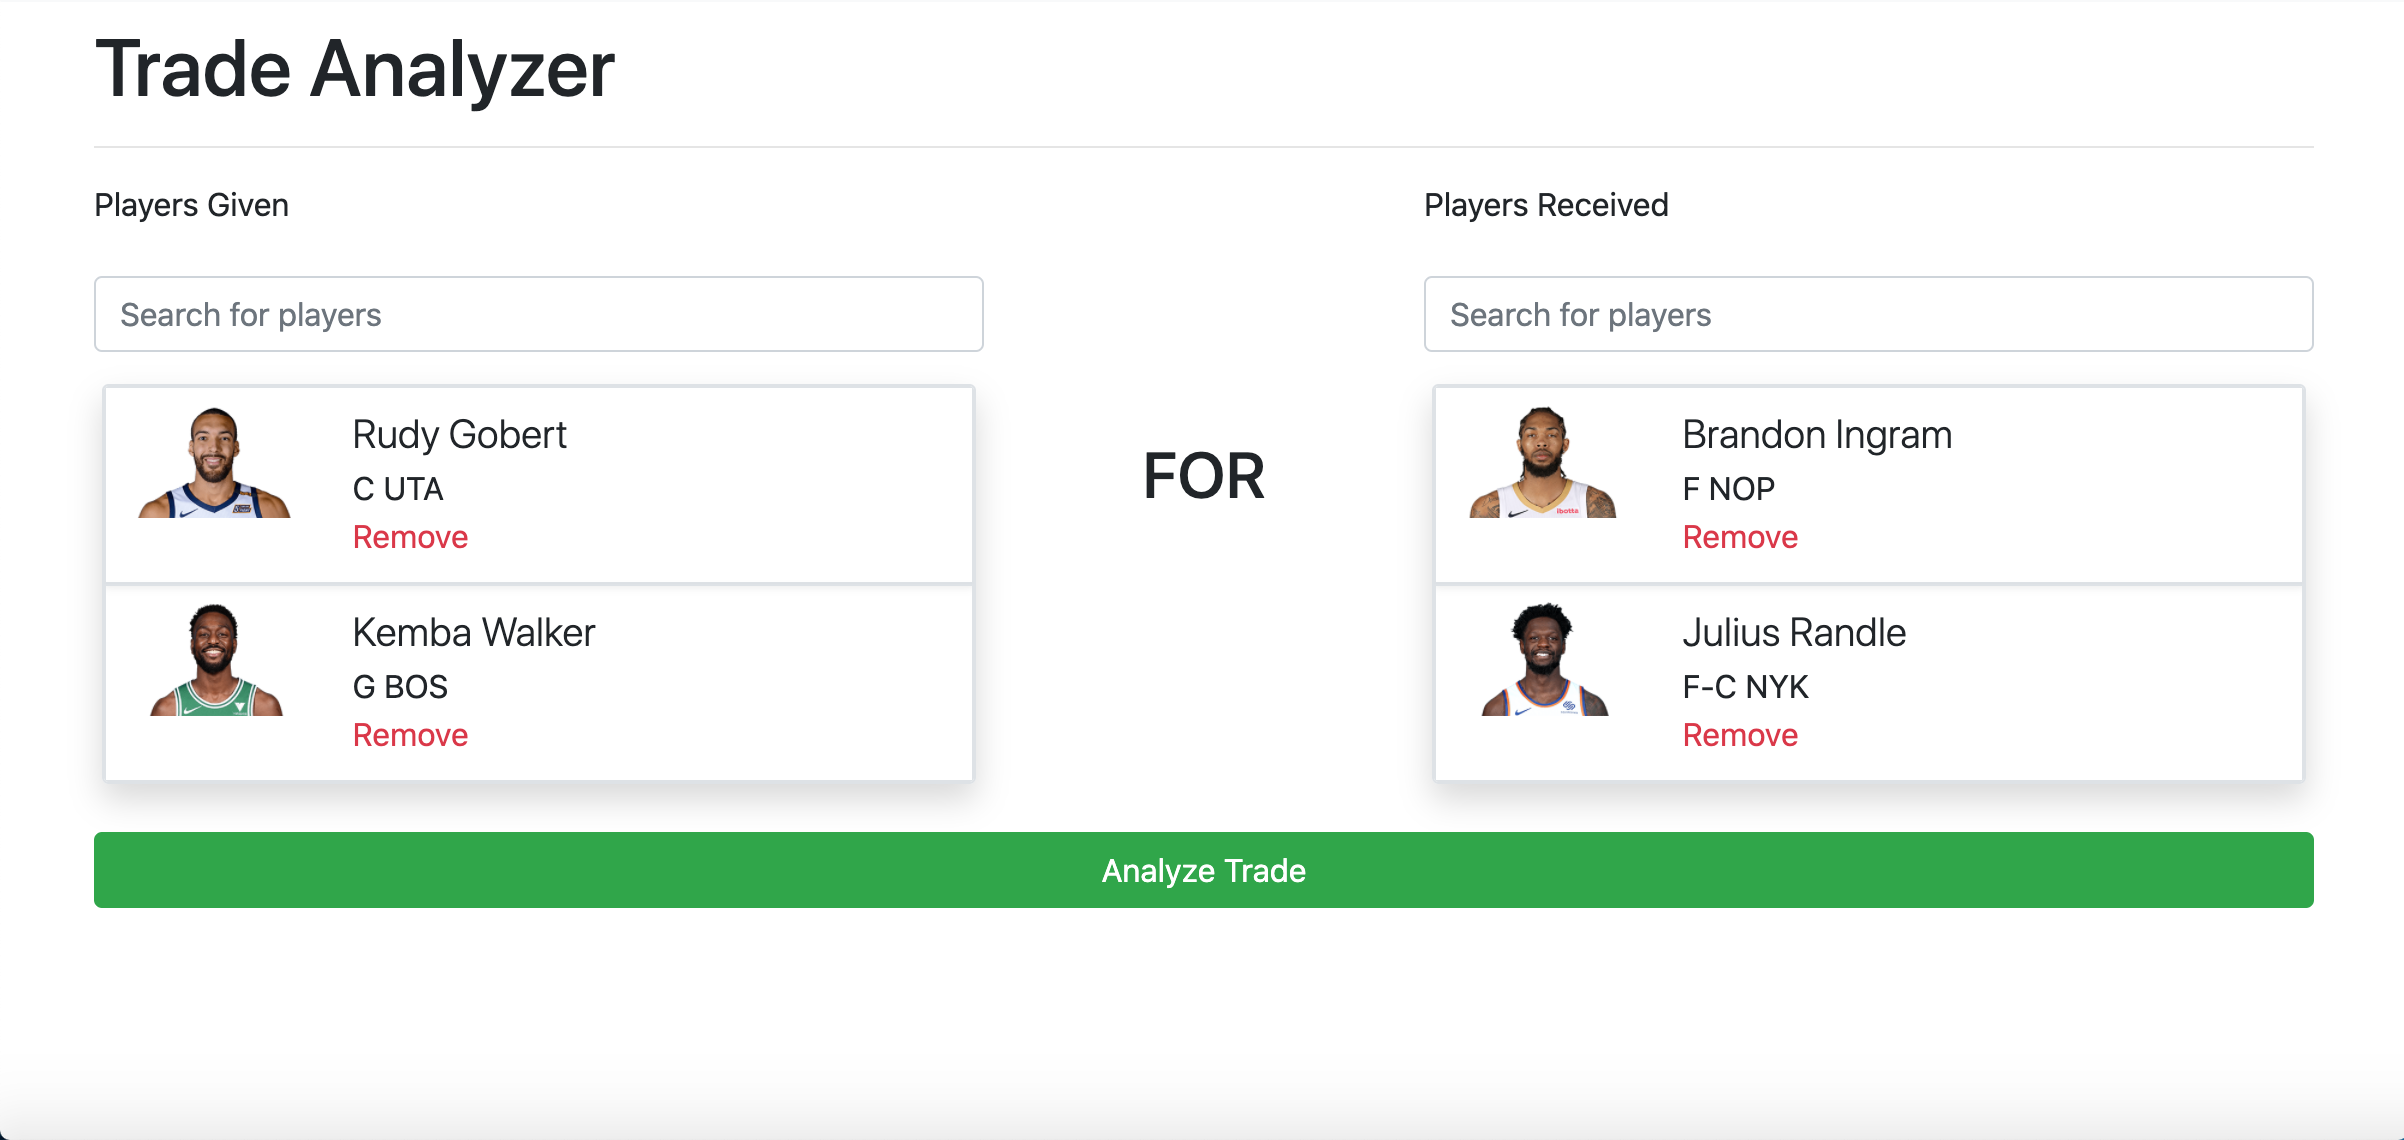 Trade Analyzer
Players Given
Search for players
Rudy Gobert
C UTA
Remove
Kemba Walker
G BOS
Remove
FOR
Players Received
Search for players
Brandon Ingram
F NOP
Remove
ibotta
Julius Randle
F-C NYK
Remove
Analyze Trade